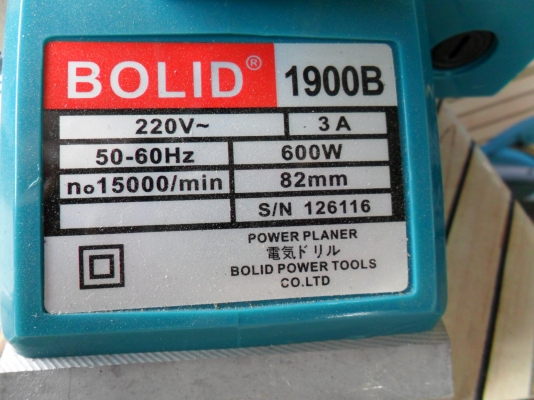 BOLID® 1900B
220V~ 3A
50-60Hz 600W
no15000/min 82mm
S/N 126116
POWER PLANER
電気ドリル
BOLID POWER TOOLS
CO.LTD